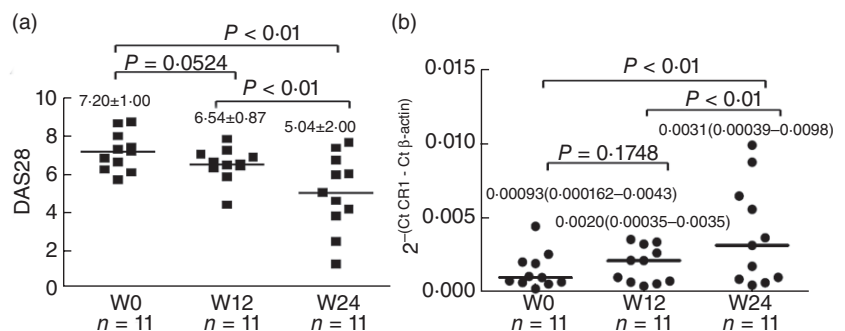 (a)
P < 0·01
P = 0·0524
P < 0·01
7·20±1·00
6·54±0·87
5·04±2·00
10
8
6
4
2
0
DAS28
W0 W12 W24
n = 11 n = 11 n = 11
(b)
P < 0·01
P < 0·01
0·0031(0·00039–0·0098)
P = 0·1748
0·00093(0·000162–0·0043)
0·0020(0·00035–0·0035)
0·015
0·010
0·005
0·000
2–(Ct CR1 - Ct β-actin)
W0 W12 W24
n = 11 n = 11 n = 11